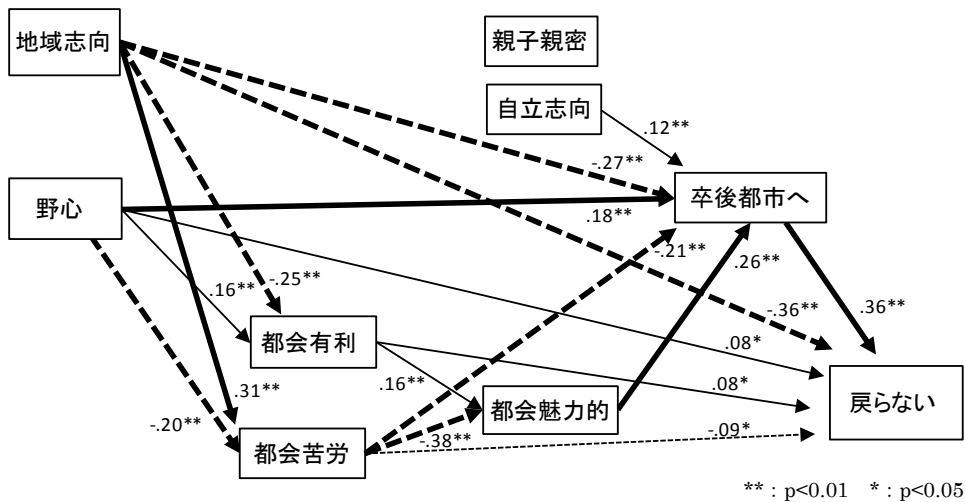 地域志向
親子親密
自立志向
.12**
-.27**
野心
卒後都市へ
.18**
-.21**
-.25**
.26**
.16**
-.36**
.36**
都会有利
.08*
.16**
.08*
戻らない
.31**
都会魅力的
-.20**
-.38**
-.09*
都会苦労
** : p<0.01 * : p<0.05